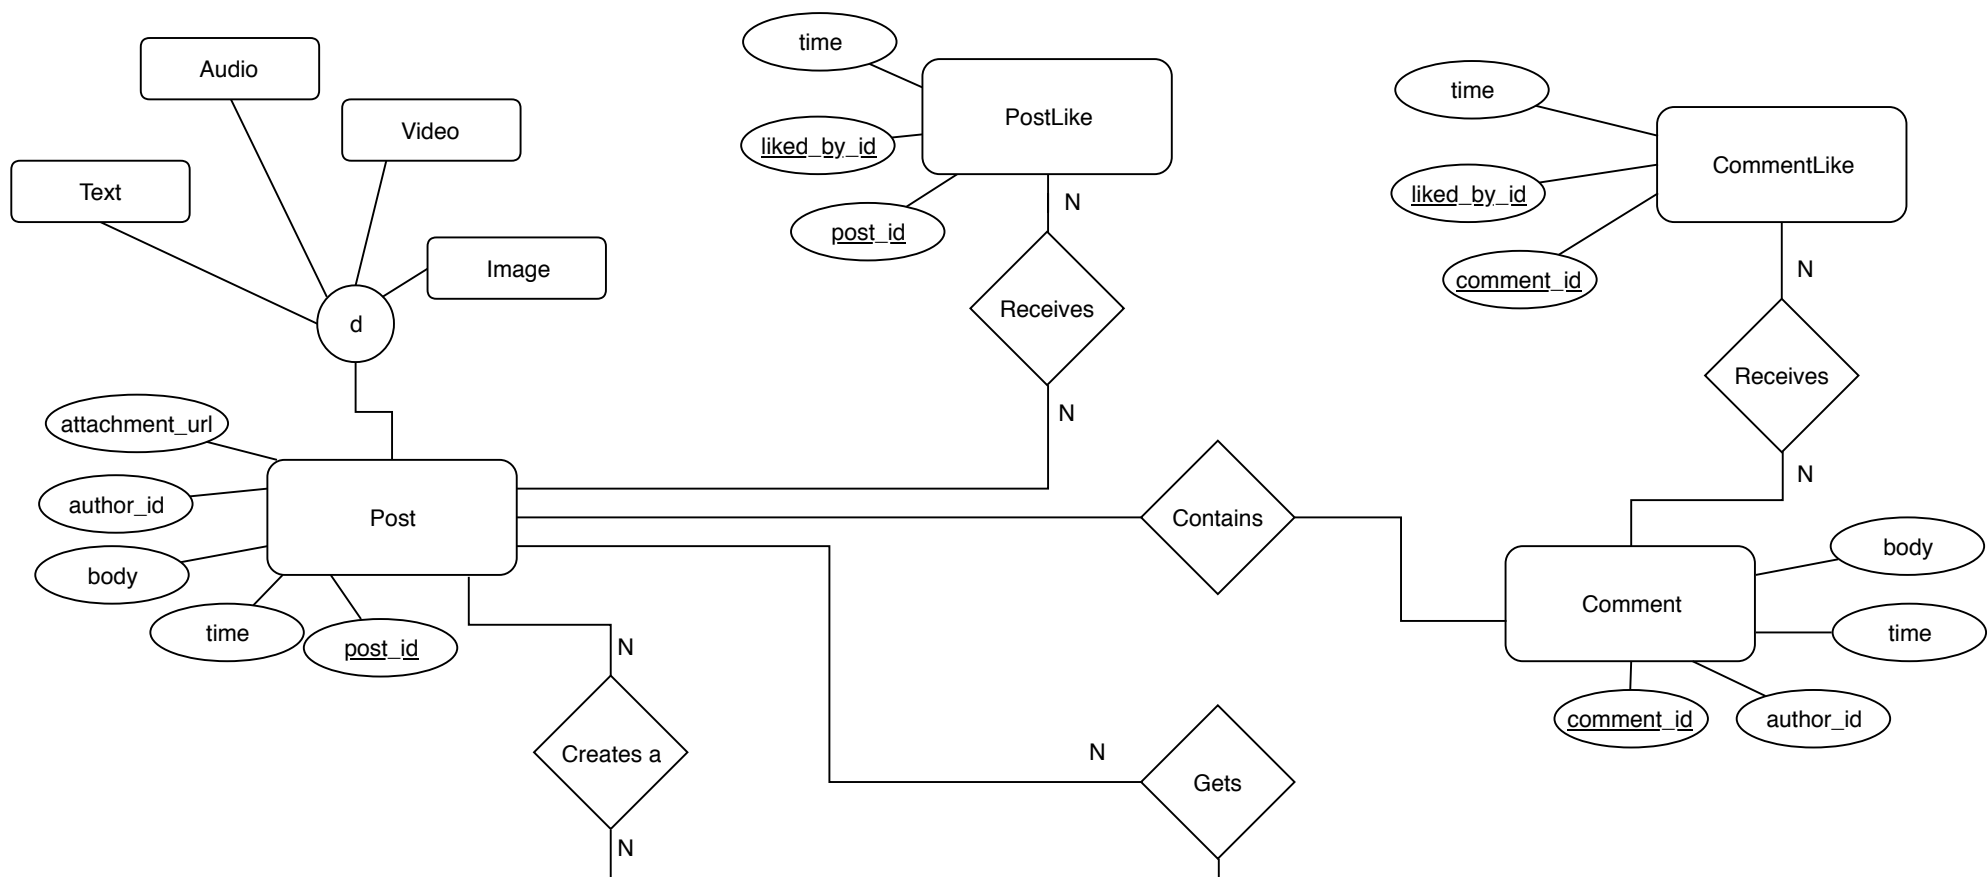 time
Audio
PostLike
time
Video
liked_by_id
CommentLike
Text
liked_by_id
N
post_id
Image
N
comment_id
Receives
d
Receives
N
attachment_url
N
author_id
Post
Contains
body
body
Comment
time
time
N
post_id
comment_id
author_id
N
Creates a
Gets
N